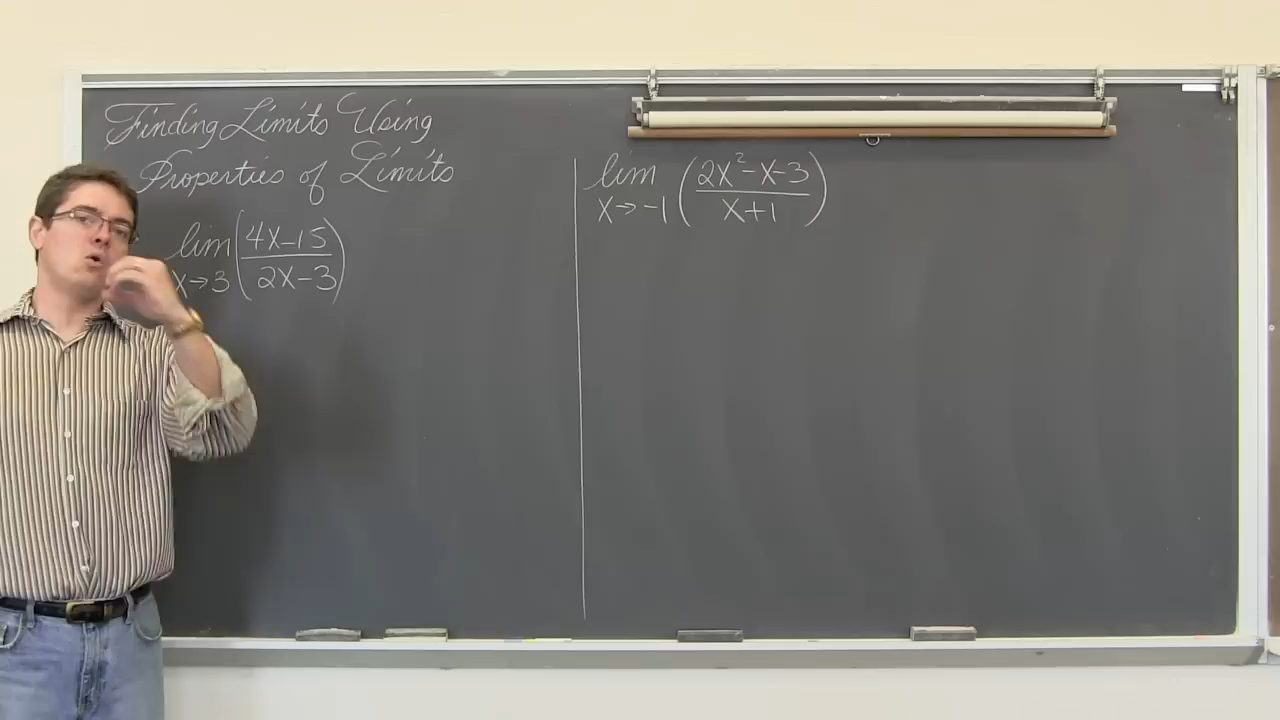 Finding Limits Using
Properties of Limits
lim (4x-15 / 2x-3)
x→3
lim (2x²-x-3 / x+1)
x→-1